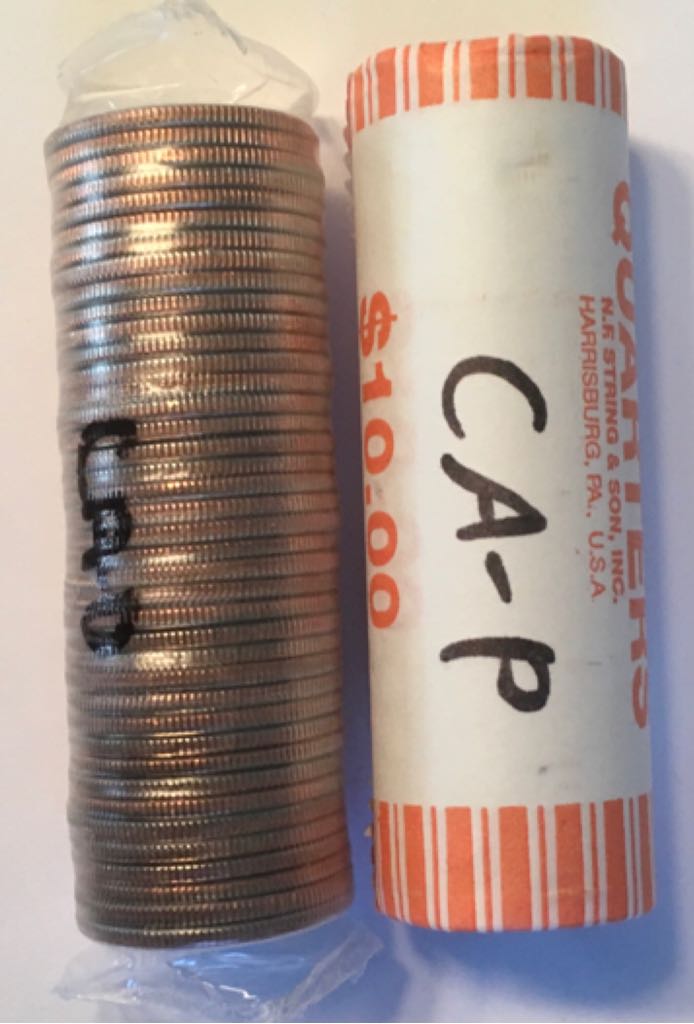 QUARTERS
N.F. STRING & SON, INC.
HARRISBURG, PA., U.S.A.
CA-P
$10.00